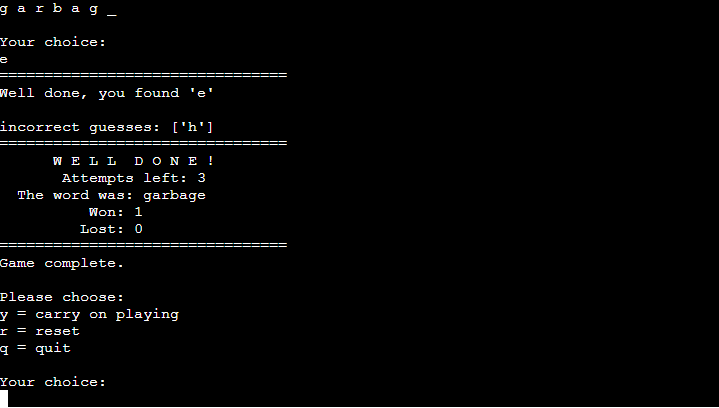 g a r b a g _
Your choice:
e
================================
Well done, you found 'e'
incorrect guesses: ['h']
================================
W E L L  D O N E !
Attempts left: 3
The word was: garbage
Won: 1
Lost: 0
================================
Game complete.
Please choose:
y = carry on playing
r = reset
q = quit
Your choice: